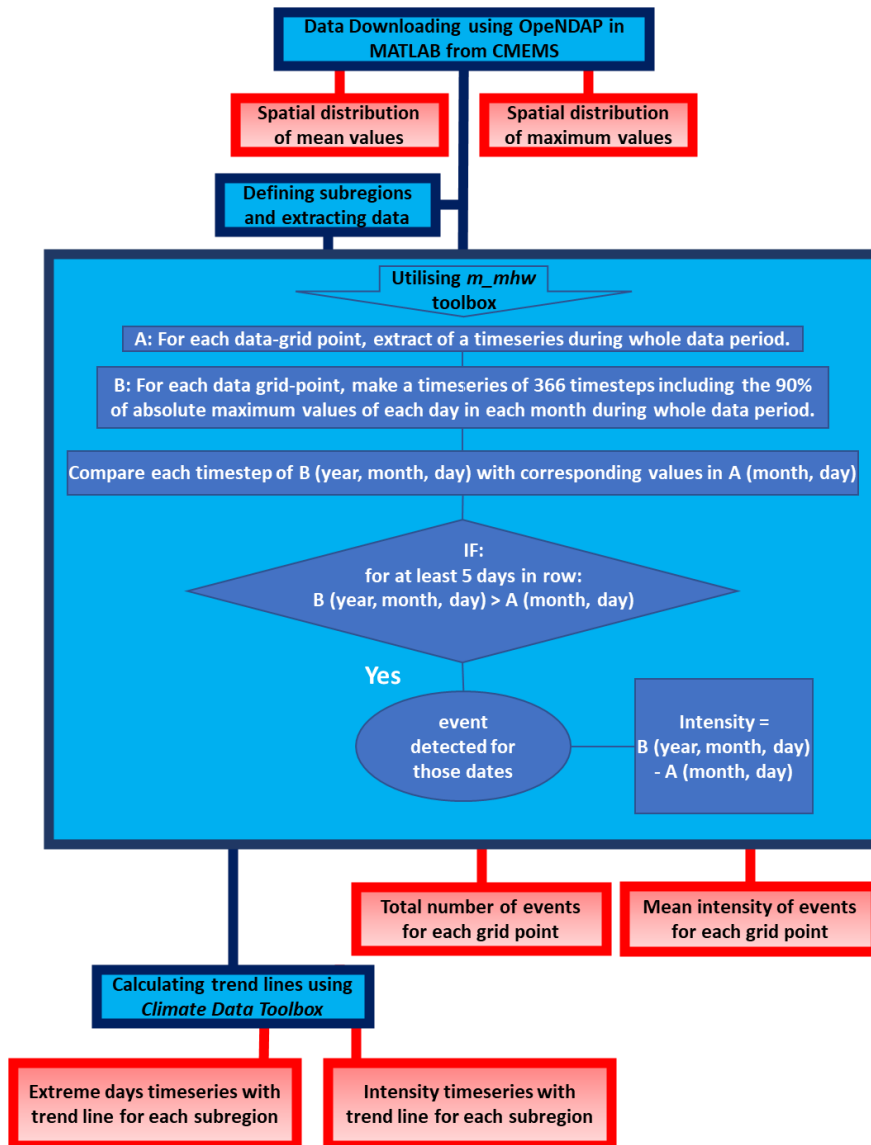 Data Downloading using OpeNDAP in
MATLAB from CMEMS
Spatial distribution
of mean values
Spatial distribution
of maximum values
Defining subregions
and extracting data
Utilising m_mhw
toolbox
A: For each data-grid point, extract of a timeseries during whole data period.
B: For each data grid-point, make a timeseries of 366 timesteps including the 90%
of absolute maximum values of each day in each month during whole data period.
Compare each timestep of B (year, month, day) with corresponding values in A (month, day)
IF:
for at least 5 days in row:
B (year, month, day) > A (month, day)
Yes
event
detected for
those dates
Intensity =
B (year, month, day)
- A (month, day)
Total number of events
for each grid point
Mean intensity of events
for each grid point
Calculating trend lines using
Climate Data Toolbox
Extreme days timeseries with
trend line for each subregion
Intensity timeseries with
trend line for each subregion